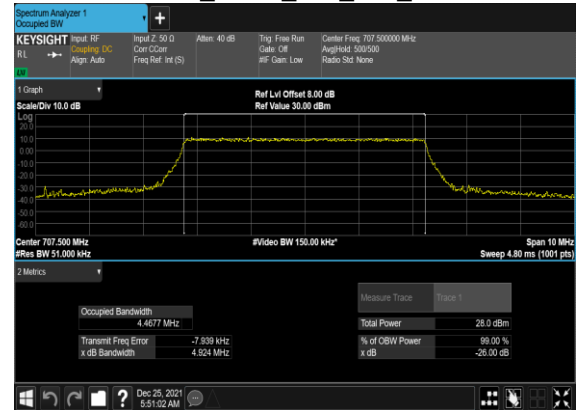 Spectrum Analyzer 1
Occupied BW
+
KEYSIGHT Input: RF Input Z: 50 Ω Atten: 40 dB Trig: Free Run Center Freq: 707.500000 MHz
RL Coupling: DC Corr CCorr Gate: Off Avg|Hold: 500/500
Align: Auto Freq Ref: Int (S) #IF Gain: Low Radio Std: None
1 Graph
Ref Lvl Offset 8.00 dB
Scale/Div 10.0 dB Ref Value 30.00 dBm
Log
20.0
10.0
0.00
-10.0
-20.0
-30.0
-40.0
-50.0
-60.0
Center 707.500 MHz #Video BW 150.00 kHz* Span 10 MHz
#Res BW 51.000 kHz Sweep 4.80 ms (1001 pts)
2 Metrics
Measure Trace Trace 1
Occupied Bandwidth
4.4677 MHz Total Power 28.0 dBm
Transmit Freq Error -7.939 kHz % of OBW Power 99.00 %
x dB Bandwidth 4.924 MHz x dB -26.00 dB
? Dec 25, 2021
5:51:02 AM